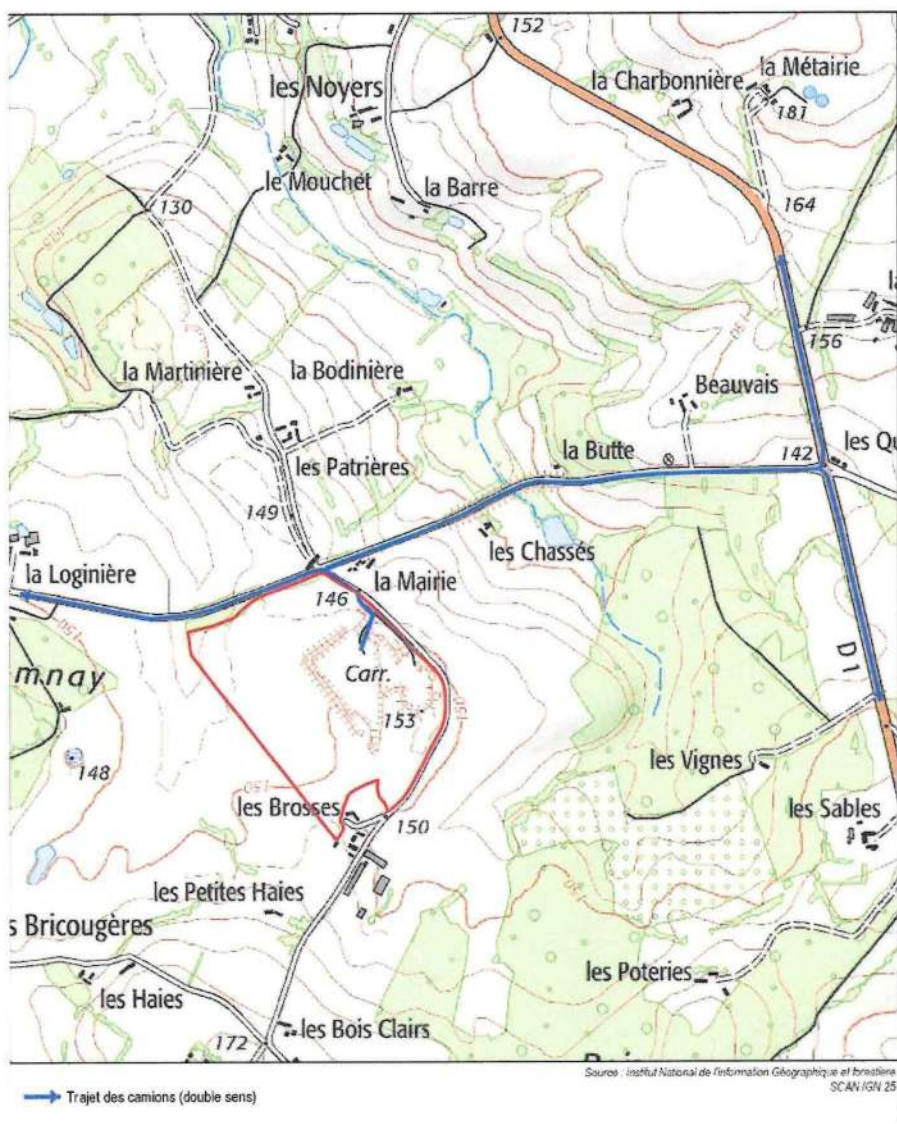 152
la Métairie
la Charbonnière
181
les Noyers
le Mouchet
la Barre
130
164
la Martinière
la Bodinière
156
Beauvais
les Patrières
la Butte
142
149
les Chassés
la Loginière
la Mairie
146
150
Carr.
D1
153
150
148
150
les Vignes
les Brosses
150
les Sables
les Petites Haies
s Bricougères
les Poteries
les Haies
les Bois Clairs
172
Trajet des camions (double sens)
Source : Institut National de l'Information Géographique et forestière
SCAN IGN 25